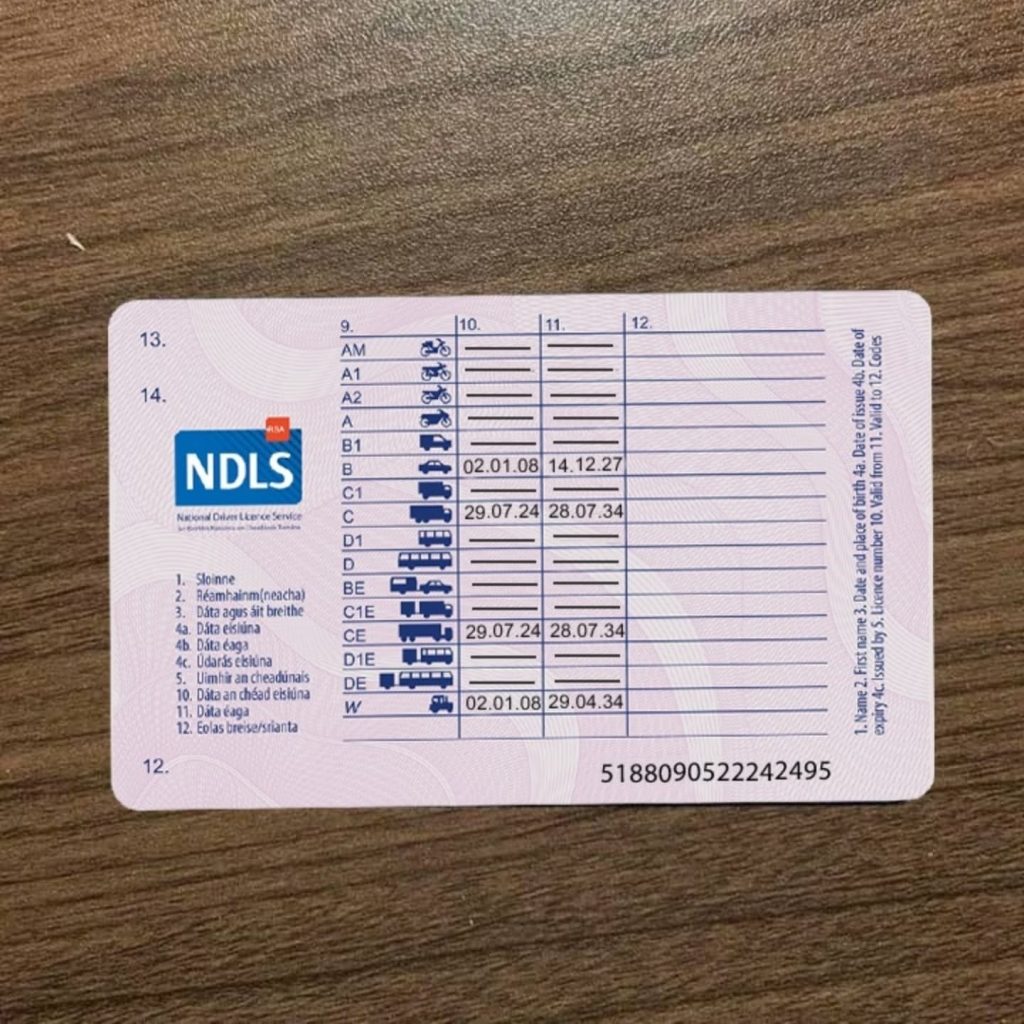 13.
14.
RSA
NDLS
National Driver Licence Service
1. Sloinne
2. Réamhainm(neacha)
3. Dáta agus áit breithe
4a. Dáta eisiúna
4b. Dáta éaga
4c. Údarás eisiúna
5. Uimhir an cheadúnais
10. Dáta an chéad eisiúna
11. Dáta éaga
12. Eolas breise/srianta
12.
9. 10. 11. 12.
AM
A1
A2
A
B1
B 02.01.08 14.12.27
C1
C 29.07.24 28.07.34
D1
D
BE
C1E
CE 29.07.24 28.07.34
D1E
DE
W 02.01.08 29.04.34
5188090522242495
1. Name 2. First name 3. Date and place of birth 4a. Date of issue 4b. Date of
expiry 4c. Issued by 5. Licence number 10. Valid from 11. Valid to 12. Codes